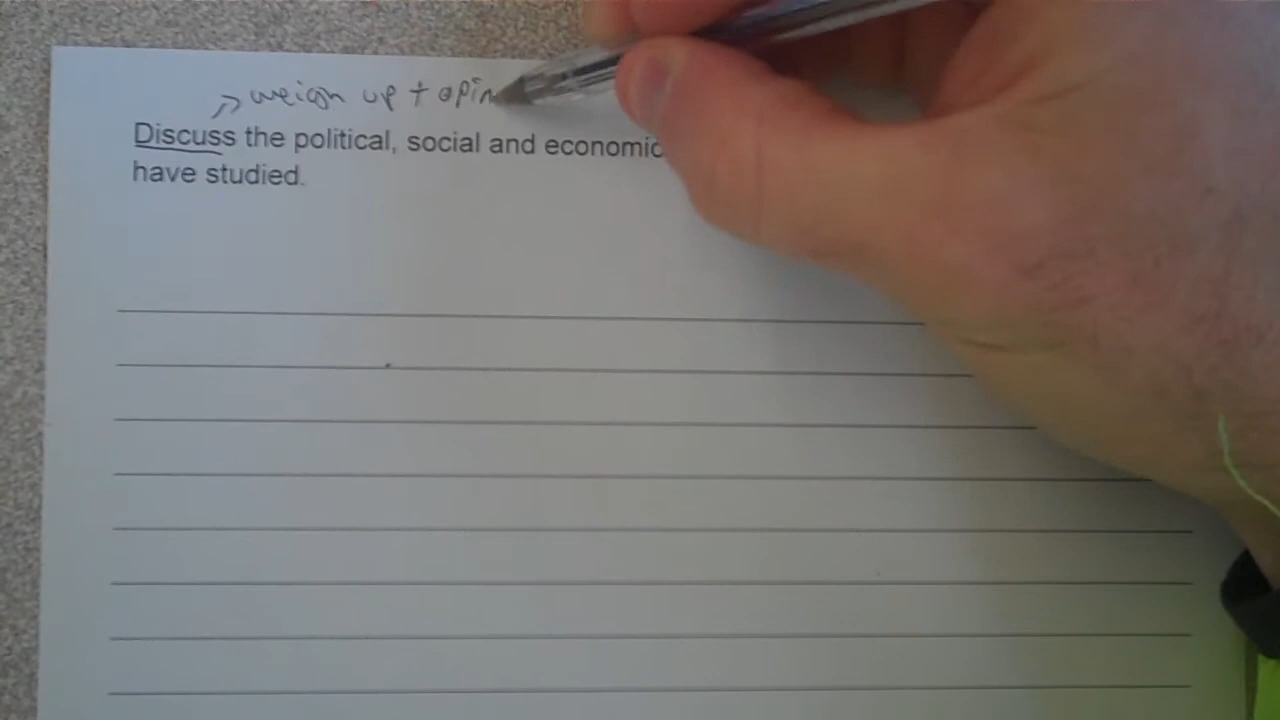 → weigh up + opin
Discuss the political, social and economic
have studied.